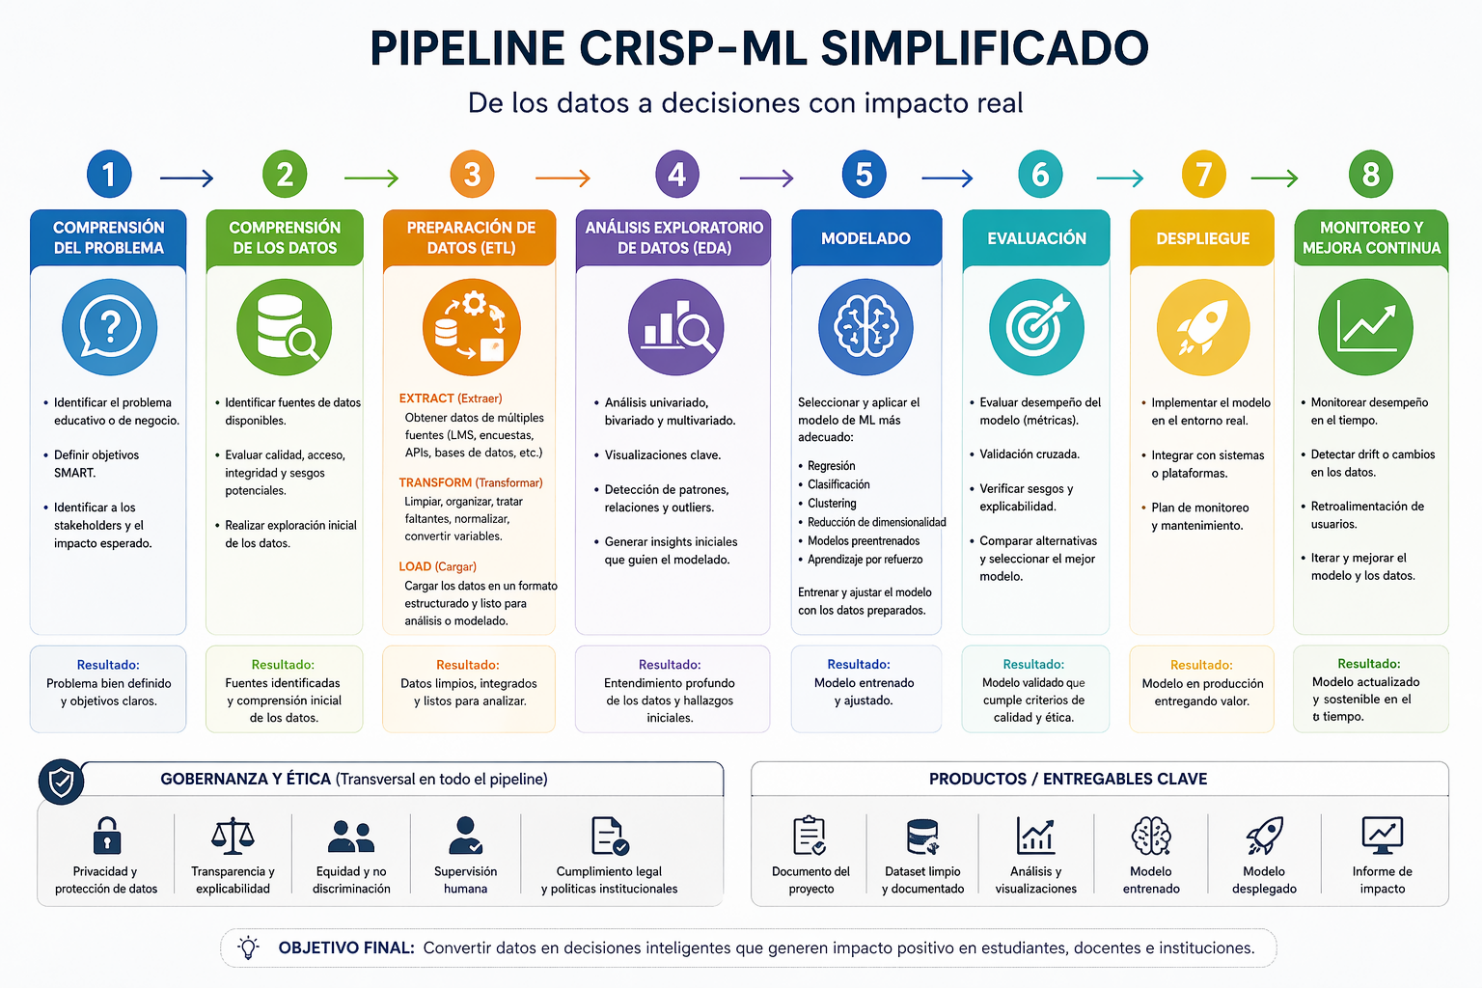 PIPELINE CRISP-ML SIMPLIFICADO
De los datos a decisiones con impacto real
1
COMPRENSIÓN
DEL PROBLEMA
• Identificar el problema
educativo o de negocio.
• Definir objetivos
SMART.
• Identificar a los
stakeholders y el
impacto esperado.
Resultado:
Problema bien definido
y objetivos claros.
2
COMPRENSIÓN
DE LOS DATOS
• Identificar fuentes de datos
disponibles.
• Evaluar calidad, acceso,
integridad y sesgos
potenciales.
• Realizar exploración inicial
de los datos.
Resultado:
Fuentes identificadas
y comprensión inicial
de los datos.
3
PREPARACIÓN DE
DATOS (ETL)
EXTRACT (Extraer)
Obtener datos de múltiples
fuentes (LMS, encuestas,
APIs, bases de datos, etc.)
TRANSFORM (Transformar)
Limpiar, organizar, tratar
faltantes, normalizar,
convertir variables.
LOAD (Cargar)
Cargar los datos en un formato
estructurado y listo para
análisis o modelado.
Resultado:
Datos limpios, integrados
y listos para analizar.
4
ANÁLISIS EXPLORATORIO
DE DATOS (EDA)
• Análisis univariado,
bivariado y multivariado.
• Visualizaciones clave.
• Detección de patrones,
relaciones y outliers.
• Generar insights iniciales
que guien el modelado.
Resultado:
Entendimiento profundo
de los datos y hallazgos
iniciales.
5
MODELADO
Seleccionar y aplicar el
modelo de ML más
adecuado:
• Regresión
• Clasificación
• Clustering
• Reducción de dimensionalidad
• Modelos preentrenados
• Aprendizaje por refuerzo
Entrenar y ajustar el modelo
con los datos preparados.
Resultado:
Modelo entrenado
y ajustado.
6
EVALUACIÓN
• Evaluar desempeño del
modelo (métricas).
• Validación cruzada.
• Verificar sesgos y
explicabilidad.
• Comparar alternativas
y seleccionar el mejor
modelo.
Resultado:
Modelo validado que
cumple criterios de
calidad y ética.
7
DESPLIEGUE
• Implementar el modelo
en el entorno real.
• Integrar con sistemas
o plataformas.
• Plan de monitoreo
y mantenimiento.
Resultado:
Modelo en producción
entregando valor.
8
MONITOREO Y
MEJORA CONTINUA
• Monitorear desempeño
en el tiempo.
• Detectar drift o cambios
en los datos.
• Retroalimentación de
usuarios.
• Iterar y mejorar el
modelo y los datos.
Resultado:
Modelo actualizado
y sostenible en el
tiempo.
GOBERNANZA Y ÉTICA (Transversal en todo el pipeline)
Privacidad y
protección de datos
Transparencia y
explicabilidad
Equidad y no
discriminación
Supervisión
humana
Cumplimiento legal
y politicas institucionales
PRODUCTOS / ENTREGABLES CLAVE
Documento del
proyecto
Dataset limpio
y documentado
Análisis y
visualizaciones
Modelo
entrenado
Modelo
desplegado
Informe de
impacto
OBJETIVO FINAL: Convertir datos en decisiones inteligentes que generen impacto positivo en estudiantes, docentes e instituciones.